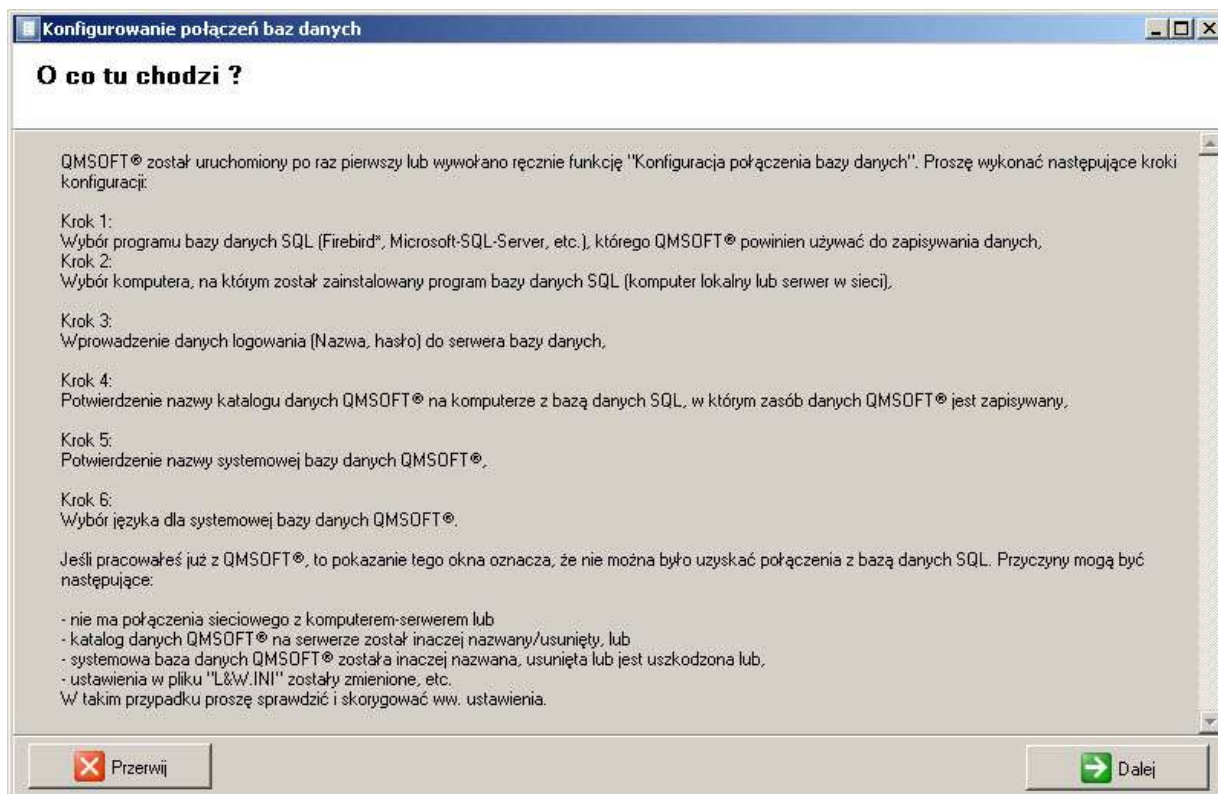 Konfigurowanie połączeń baz danych
O co tu chodzi ?
QMSOFT® został uruchomiony po raz pierwszy lub wywołano ręcznie funkcję "Konfiguracja połączenia bazy danych". Proszę wykonać następujące kroki
konfiguracji:
Krok 1:
Wybór programu bazy danych SQL (Firebird*, Microsoft-SQL-Server, etc.), którego QMSOFT® powinien używać do zapisywania danych,
Krok 2:
Wybór komputera, na którym został zainstalowany program bazy danych SQL (komputer lokalny lub serwer w sieci),
Krok 3:
Wprowadzenie danych logowania (Nazwa, hasło) do serwera bazy danych,
Krok 4:
Potwierdzenie nazwy katalogu danych QMSOFT® na komputerze z bazą danych SQL, w którym zasób danych QMSOFT® jest zapisywany,
Krok 5:
Potwierdzenie nazwy systemowej bazy danych QMSOFT®,
Krok 6:
Wybór języka dla systemowej bazy danych QMSOFT®.
Jeśli pracowałeś już z QMSOFT®, to pokazanie tego okna oznacza, że nie można było uzyskać połączenia z bazą danych SQL. Przyczyny mogą być
następujące:
- nie ma połączenia sieciowego z komputerem-serwerem lub
- katalog danych QMSOFT® na serwerze został inaczej nazwany/usunięty, lub
- systemowa baza danych QMSOFT® została inaczej nazwana, usunięta lub jest uszkodzona lub,
- ustawienia w pliku "L&W.INI" zostały zmienione, etc.
W takim przypadku proszę sprawdzić i skorygować ww. ustawienia.
Przerwij
Dalej